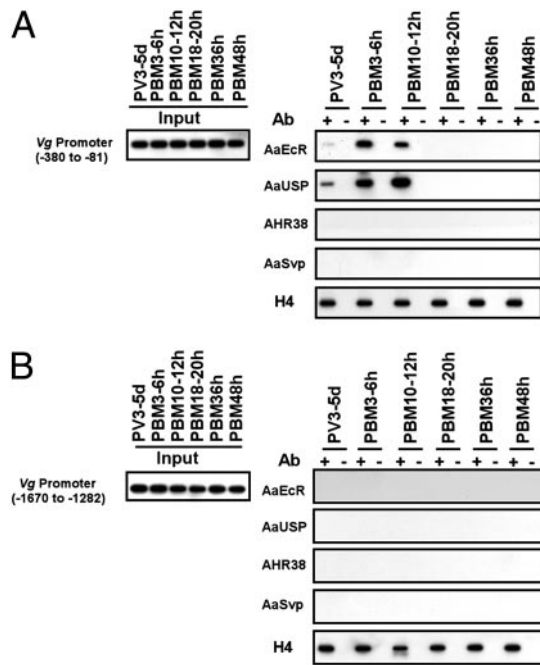 A
PV3-5d
PBM3-6h
PBM10-12h
PBM18-20h
PBM36h
PBM48h
Input
Vg Promoter
(-380 to -81)
PV3-5d
PBM3-6h
PBM10-12h
PBM18-20h
PBM36h
PBM48h
Ab + - + - + - + - + - + -
AaEcR
AaUSP
AHR38
AaSvp
H4
B
PV3-5d
PBM3-6h
PBM10-12h
PBM18-20h
PBM36h
PBM48h
Input
Vg Promoter
(-1670 to -1282)
PV3-5d
PBM3-6h
PBM10-12h
PBM18-20h
PBM36h
PBM48h
Ab + - + - + - + - + - + -
AaEcR
AaUSP
AHR38
AaSvp
H4